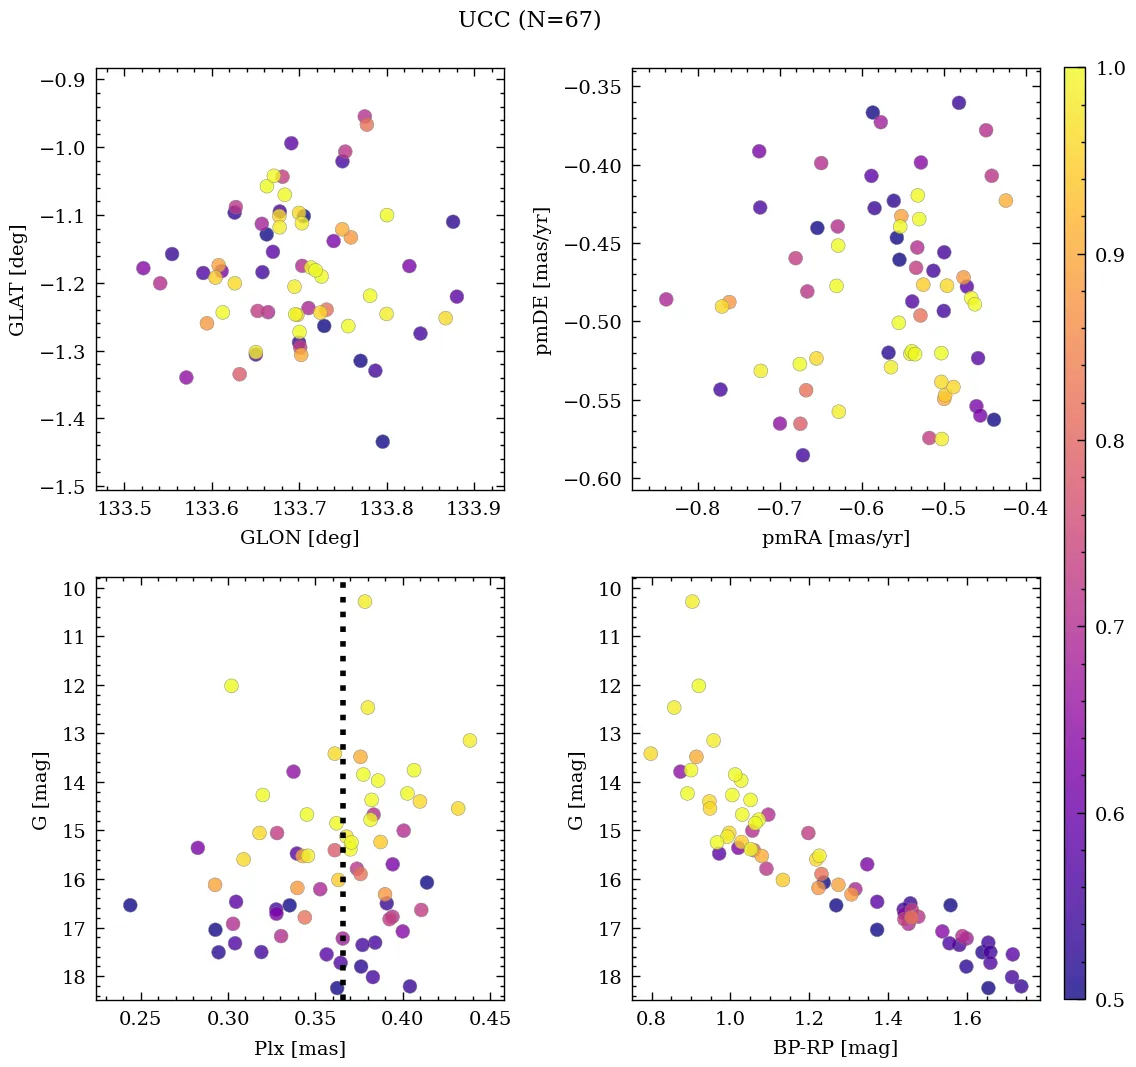 UCC (N=67)
−0.9
−1.0
−1.1
−1.2
−1.3
−1.4
−1.5
GLAT [deg]
133.5 133.6 133.7 133.8 133.9
GLON [deg]
−0.35
−0.40
−0.45
−0.50
−0.55
−0.60
pmDE [mas/yr]
−0.8 −0.7 −0.6 −0.5 −0.4
pmRA [mas/yr]
10
11
12
13
14
15
16
17
18
G [mag]
0.25 0.30 0.35 0.40 0.45
Plx [mas]
10
11
12
13
14
15
16
17
18
G [mag]
0.8 1.0 1.2 1.4 1.6
BP-RP [mag]
1.0
0.9
0.8
0.7
0.6
0.5